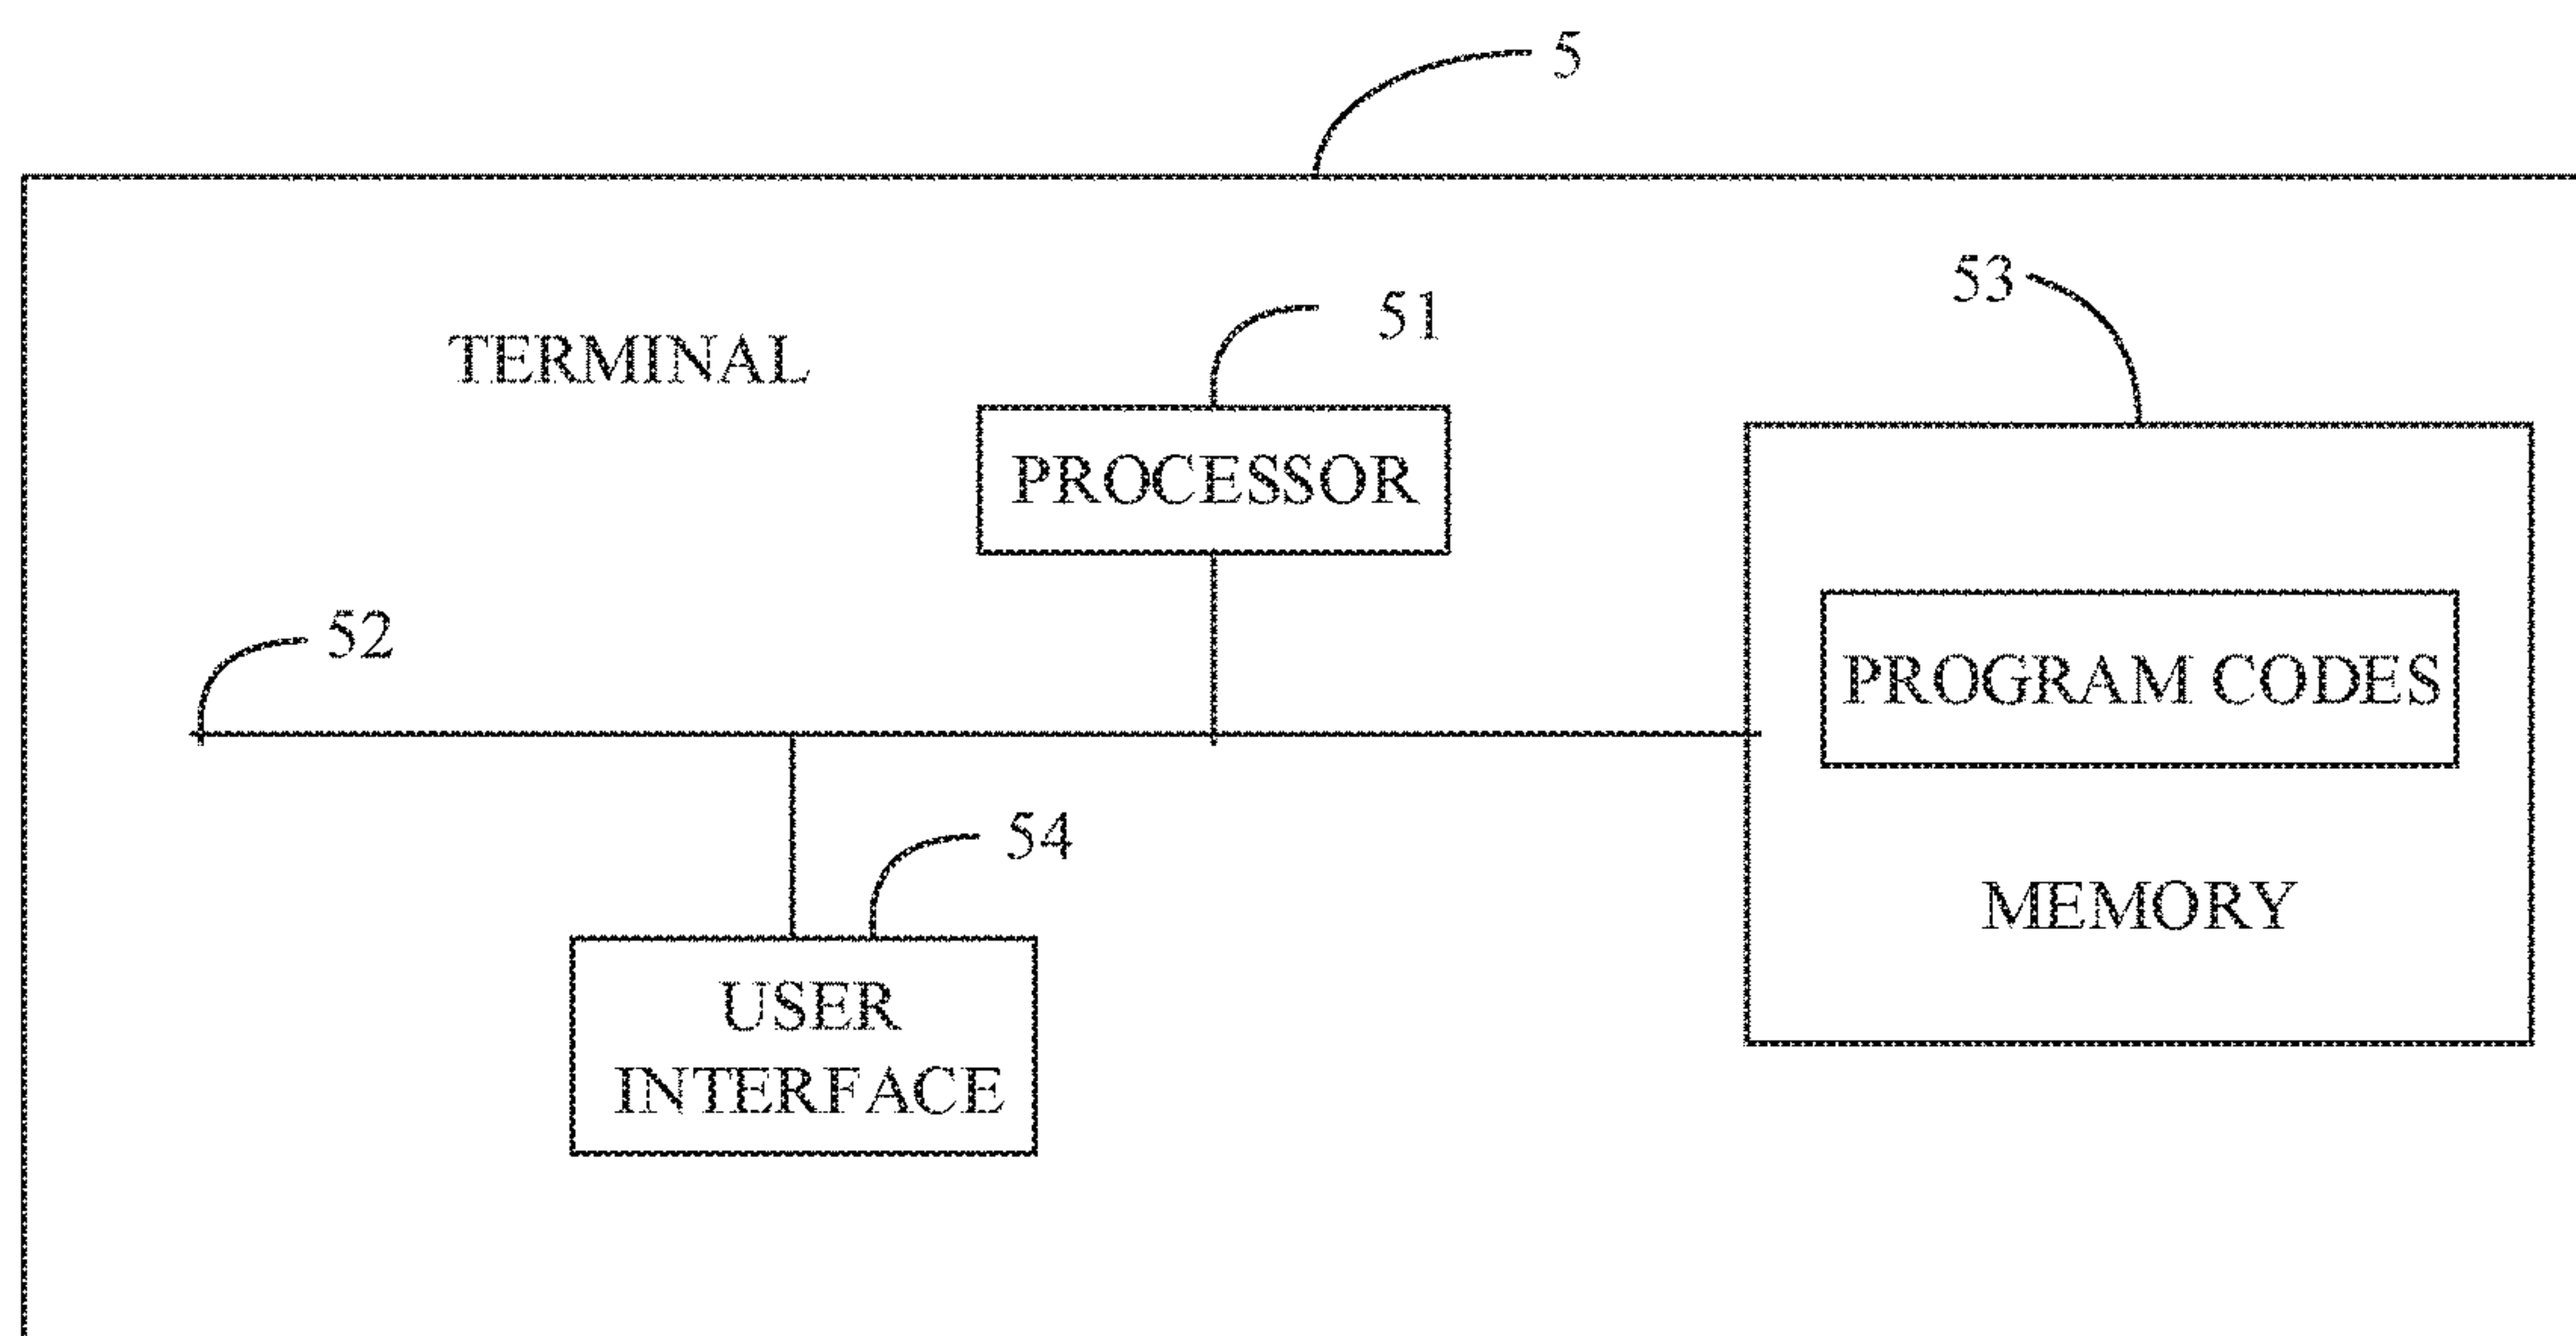 5
53
51
TERMINAL
PROCESSOR
52
PROGRAM CODES
54
MEMORY
USER
INTERFACE